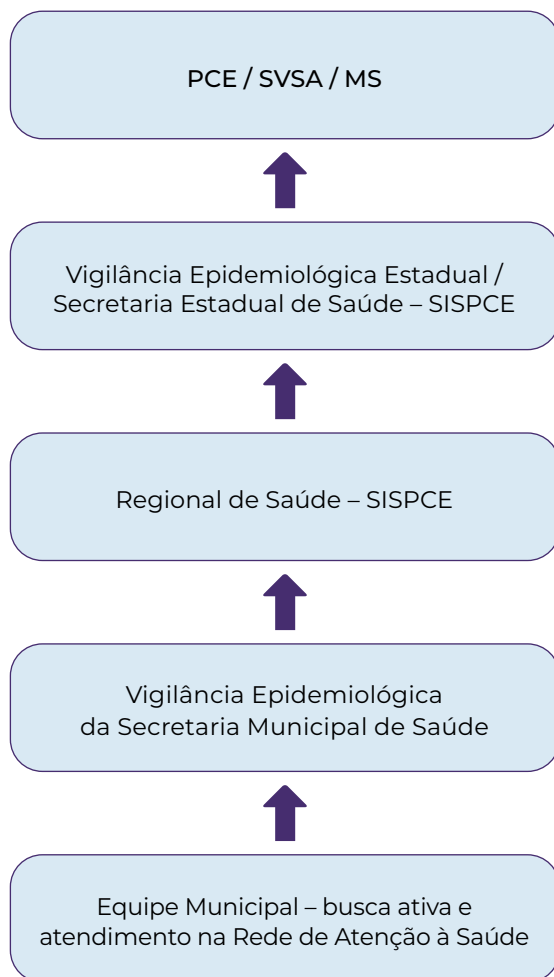 PCE / SVSA / MS
Vigilância Epidemiológica Estadual /
Secretaria Estadual de Saúde – SISPCE
Regional de Saúde – SISPCE
Vigilância Epidemiológica
da Secretaria Municipal de Saúde
Equipe Municipal – busca ativa e
atendimento na Rede de Atenção à Saúde